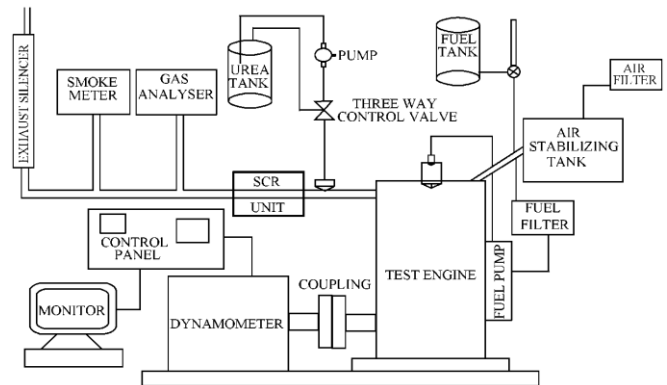 EXHAUST SILENCER
SMOKE
METER
GAS
ANALYSER
UREA
TANK
PUMP
THREE WAY
CONTROL VALVE
FUEL
TANK
AIR
FILTER
AIR
STABILIZING
TANK
SCR
UNIT
FUEL
FILTER
CONTROL
PANEL
TEST ENGINE
FUEL PUMP
COUPLING
MONITOR
DYNAMOMETER